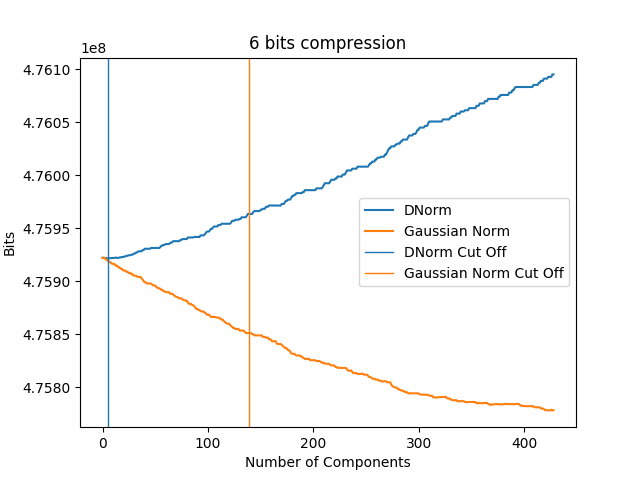 6 bits compression
1e8
4.7610
4.7605
4.7600
4.7595
4.7590
4.7585
4.7580
Bits
DNorm
Gaussian Norm
DNorm Cut Off
Gaussian Norm Cut Off
0 100 200 300 400
Number of Components